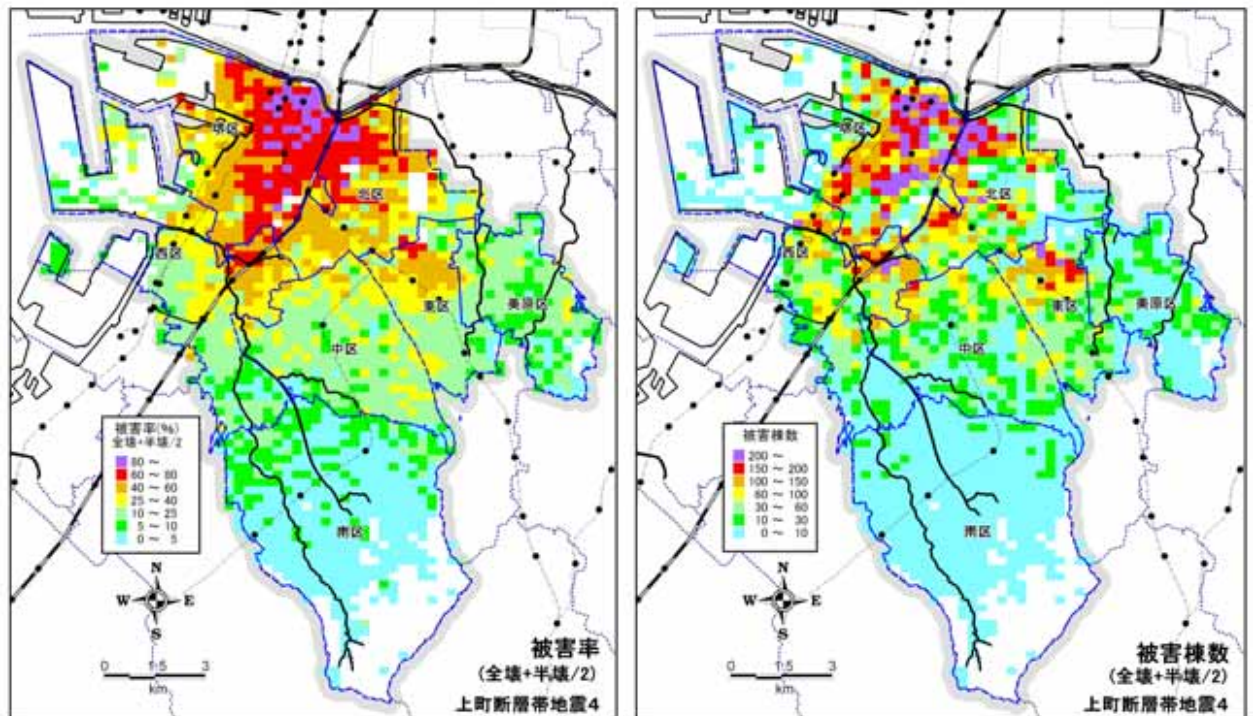 堺区
北区
西区
東区
美原区
中区
南区
被害率(%)
全壊+半壊/2
80 ~
60 ~ 80
40 ~ 60
25 ~ 40
10 ~ 25
5 ~ 10
0 ~ 5
N
W E
S
0 1.5 3
km
被害率
(全壊+半壊/2)
上町断層帯地震4
堺区
北区
西区
東区
美原区
中区
南区
被害棟数
200 ~
150 ~ 200
100 ~ 150
60 ~ 100
30 ~ 60
10 ~ 30
0 ~ 10
N
W E
S
0 1.5 3
km
被害棟数
(全壊+半壊/2)
上町断層帯地震4